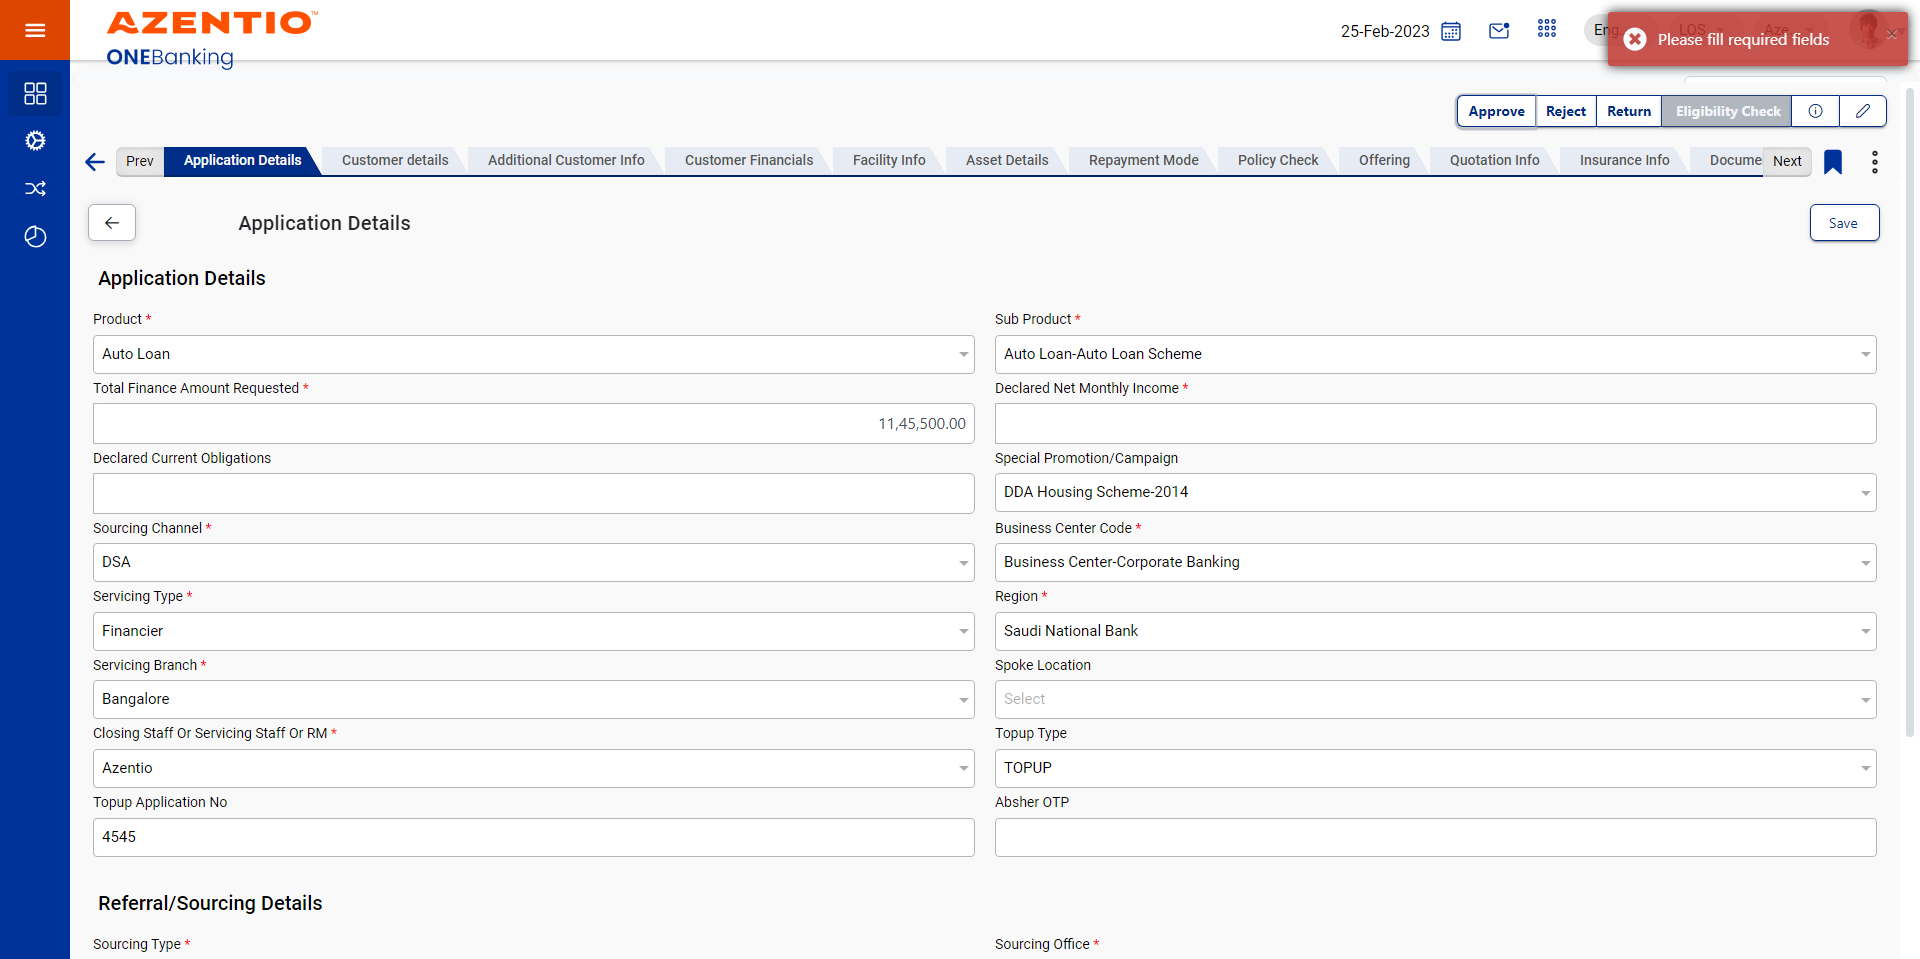 AZENTIO™
ONEBanking
25-Feb-2023
Eng
LOS
Aze
Please fill required fields
Approve
Reject
Return
Eligibility Check
Prev
Application Details
Customer details
Additional Customer Info
Customer Financials
Facility Info
Asset Details
Repayment Mode
Policy Check
Offering
Quotation Info
Insurance Info
Docume
Next
Application Details
Save
Application Details
Product *
Sub Product *
Auto Loan
Auto Loan-Auto Loan Scheme
Total Finance Amount Requested *
Declared Net Monthly Income *
11,45,500.00
Declared Current Obligations
Special Promotion/Campaign
DDA Housing Scheme-2014
Sourcing Channel *
Business Center Code *
DSA
Business Center-Corporate Banking
Servicing Type *
Region *
Financier
Saudi National Bank
Servicing Branch *
Spoke Location
Bangalore
Select
Closing Staff Or Servicing Staff Or RM *
Topup Type
Azentio
TOPUP
Topup Application No
Absher OTP
4545
Referral/Sourcing Details
Sourcing Type *
Sourcing Office *